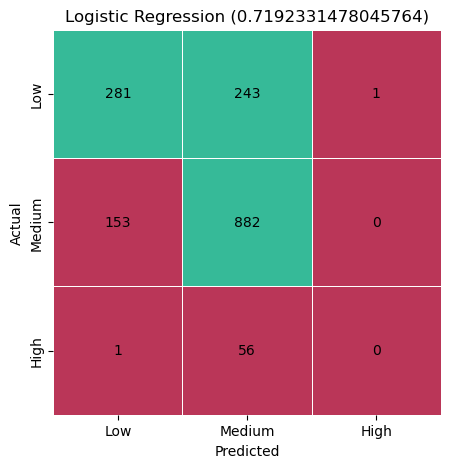 Logistic Regression (0.7192331478045764)
Low
281 243 1
Actual
Medium
153 882 0
High
1 56 0
Low Medium High
Predicted